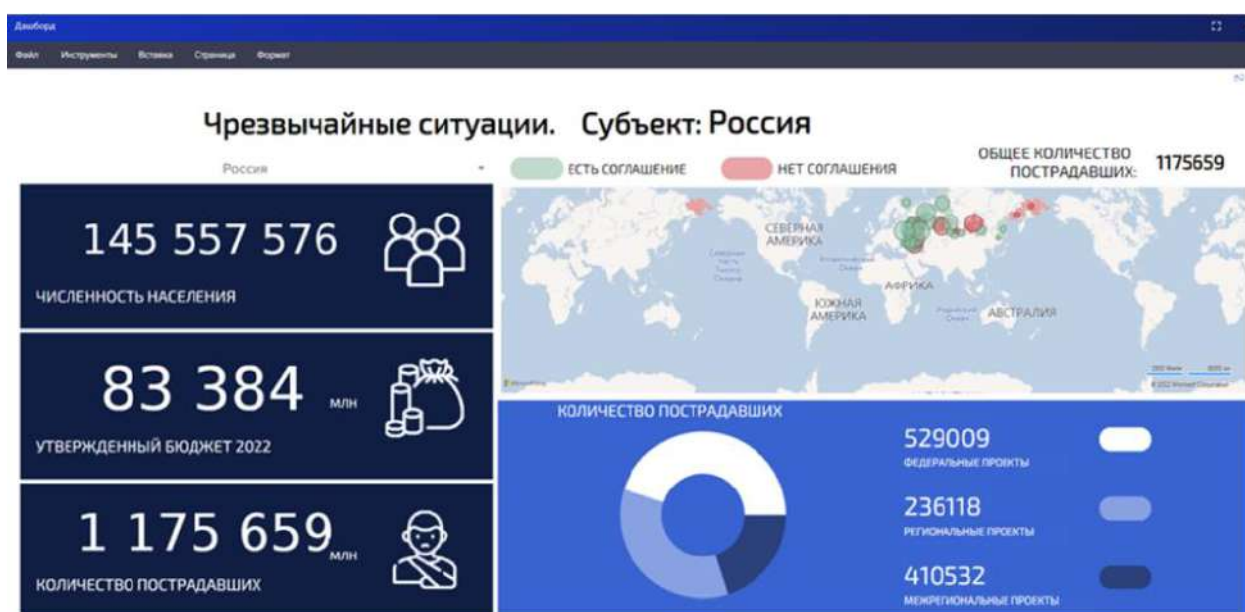 Дашборд
Файл Инструменты Вставка Страница Формат
Чрезвычайные ситуации. Субъект: Россия
Россия
ЕСТЬ СОГЛАШЕНИЕ
НЕТ СОГЛАШЕНИЯ
ОБЩЕЕ КОЛИЧЕСТВО
ПОСТРАДАВШИХ:
1175659
145 557 576
ЧИСЛЕННОСТЬ НАСЕЛЕНИЯ
83 384 млн
УТВЕРЖДЕННЫЙ БЮДЖЕТ 2022
1 175 659 млн
КОЛИЧЕСТВО ПОСТРАДАВШИХ
СЕВЕРНАЯ
АМЕРИКА
АФРИКА
ЮЖНАЯ
АМЕРИКА
АВСТРАЛИЯ
КОЛИЧЕСТВО ПОСТРАДАВШИХ
529009
ФЕДЕРАЛЬНЫЕ ПРОЕКТЫ
236118
РЕГИОНАЛЬНЫЕ ПРОЕКТЫ
410532
МЕЖРЕГИОНАЛЬНЫЕ ПРОЕКТЫ